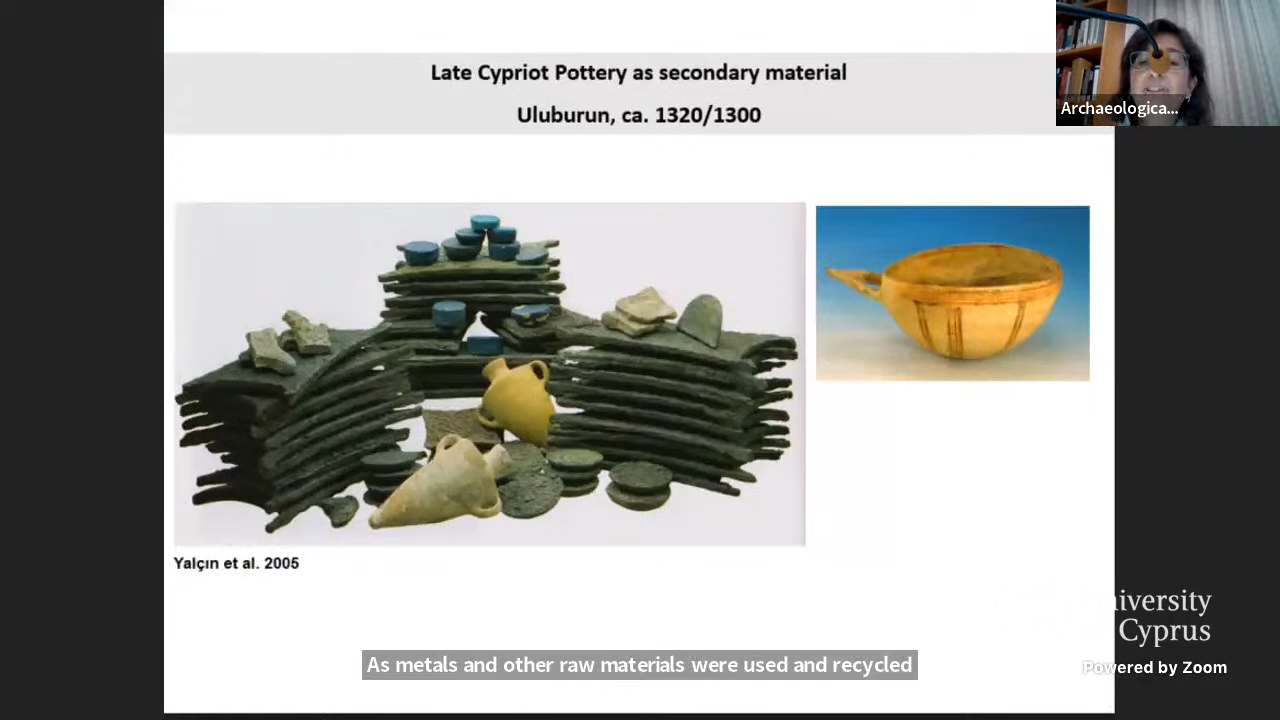 Late Cypriot Pottery as secondary material
Uluburun, ca. 1320/1300
Archaeologica...
Yalçın et al. 2005
iversity
Cyprus
Powered by Zoom
As metals and other raw materials were used and recycled